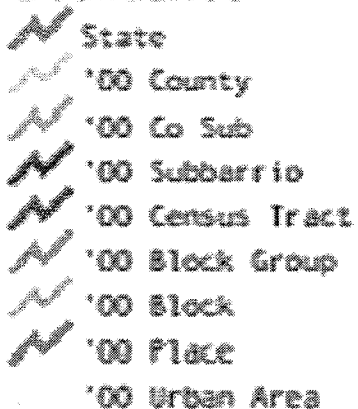 State
'00 County
'00 Co Sub
'00 Subbarrio
'00 Census Tract
'00 Block Group
'00 Block
'00 Place
'00 Urban Area